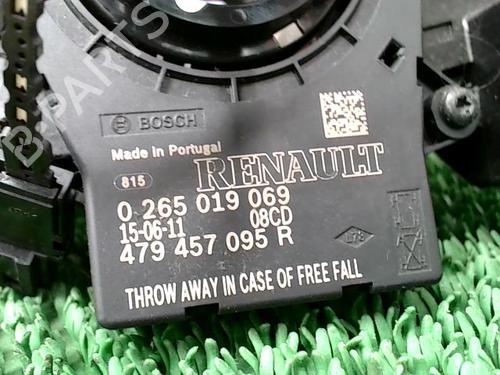 BOSCH
Made in Portugal
815
RENAULT
0 265 019 069
15-06-11 08CD
479 457 095 R
THROW AWAY IN CASE OF FREE FALL
B-PARTS